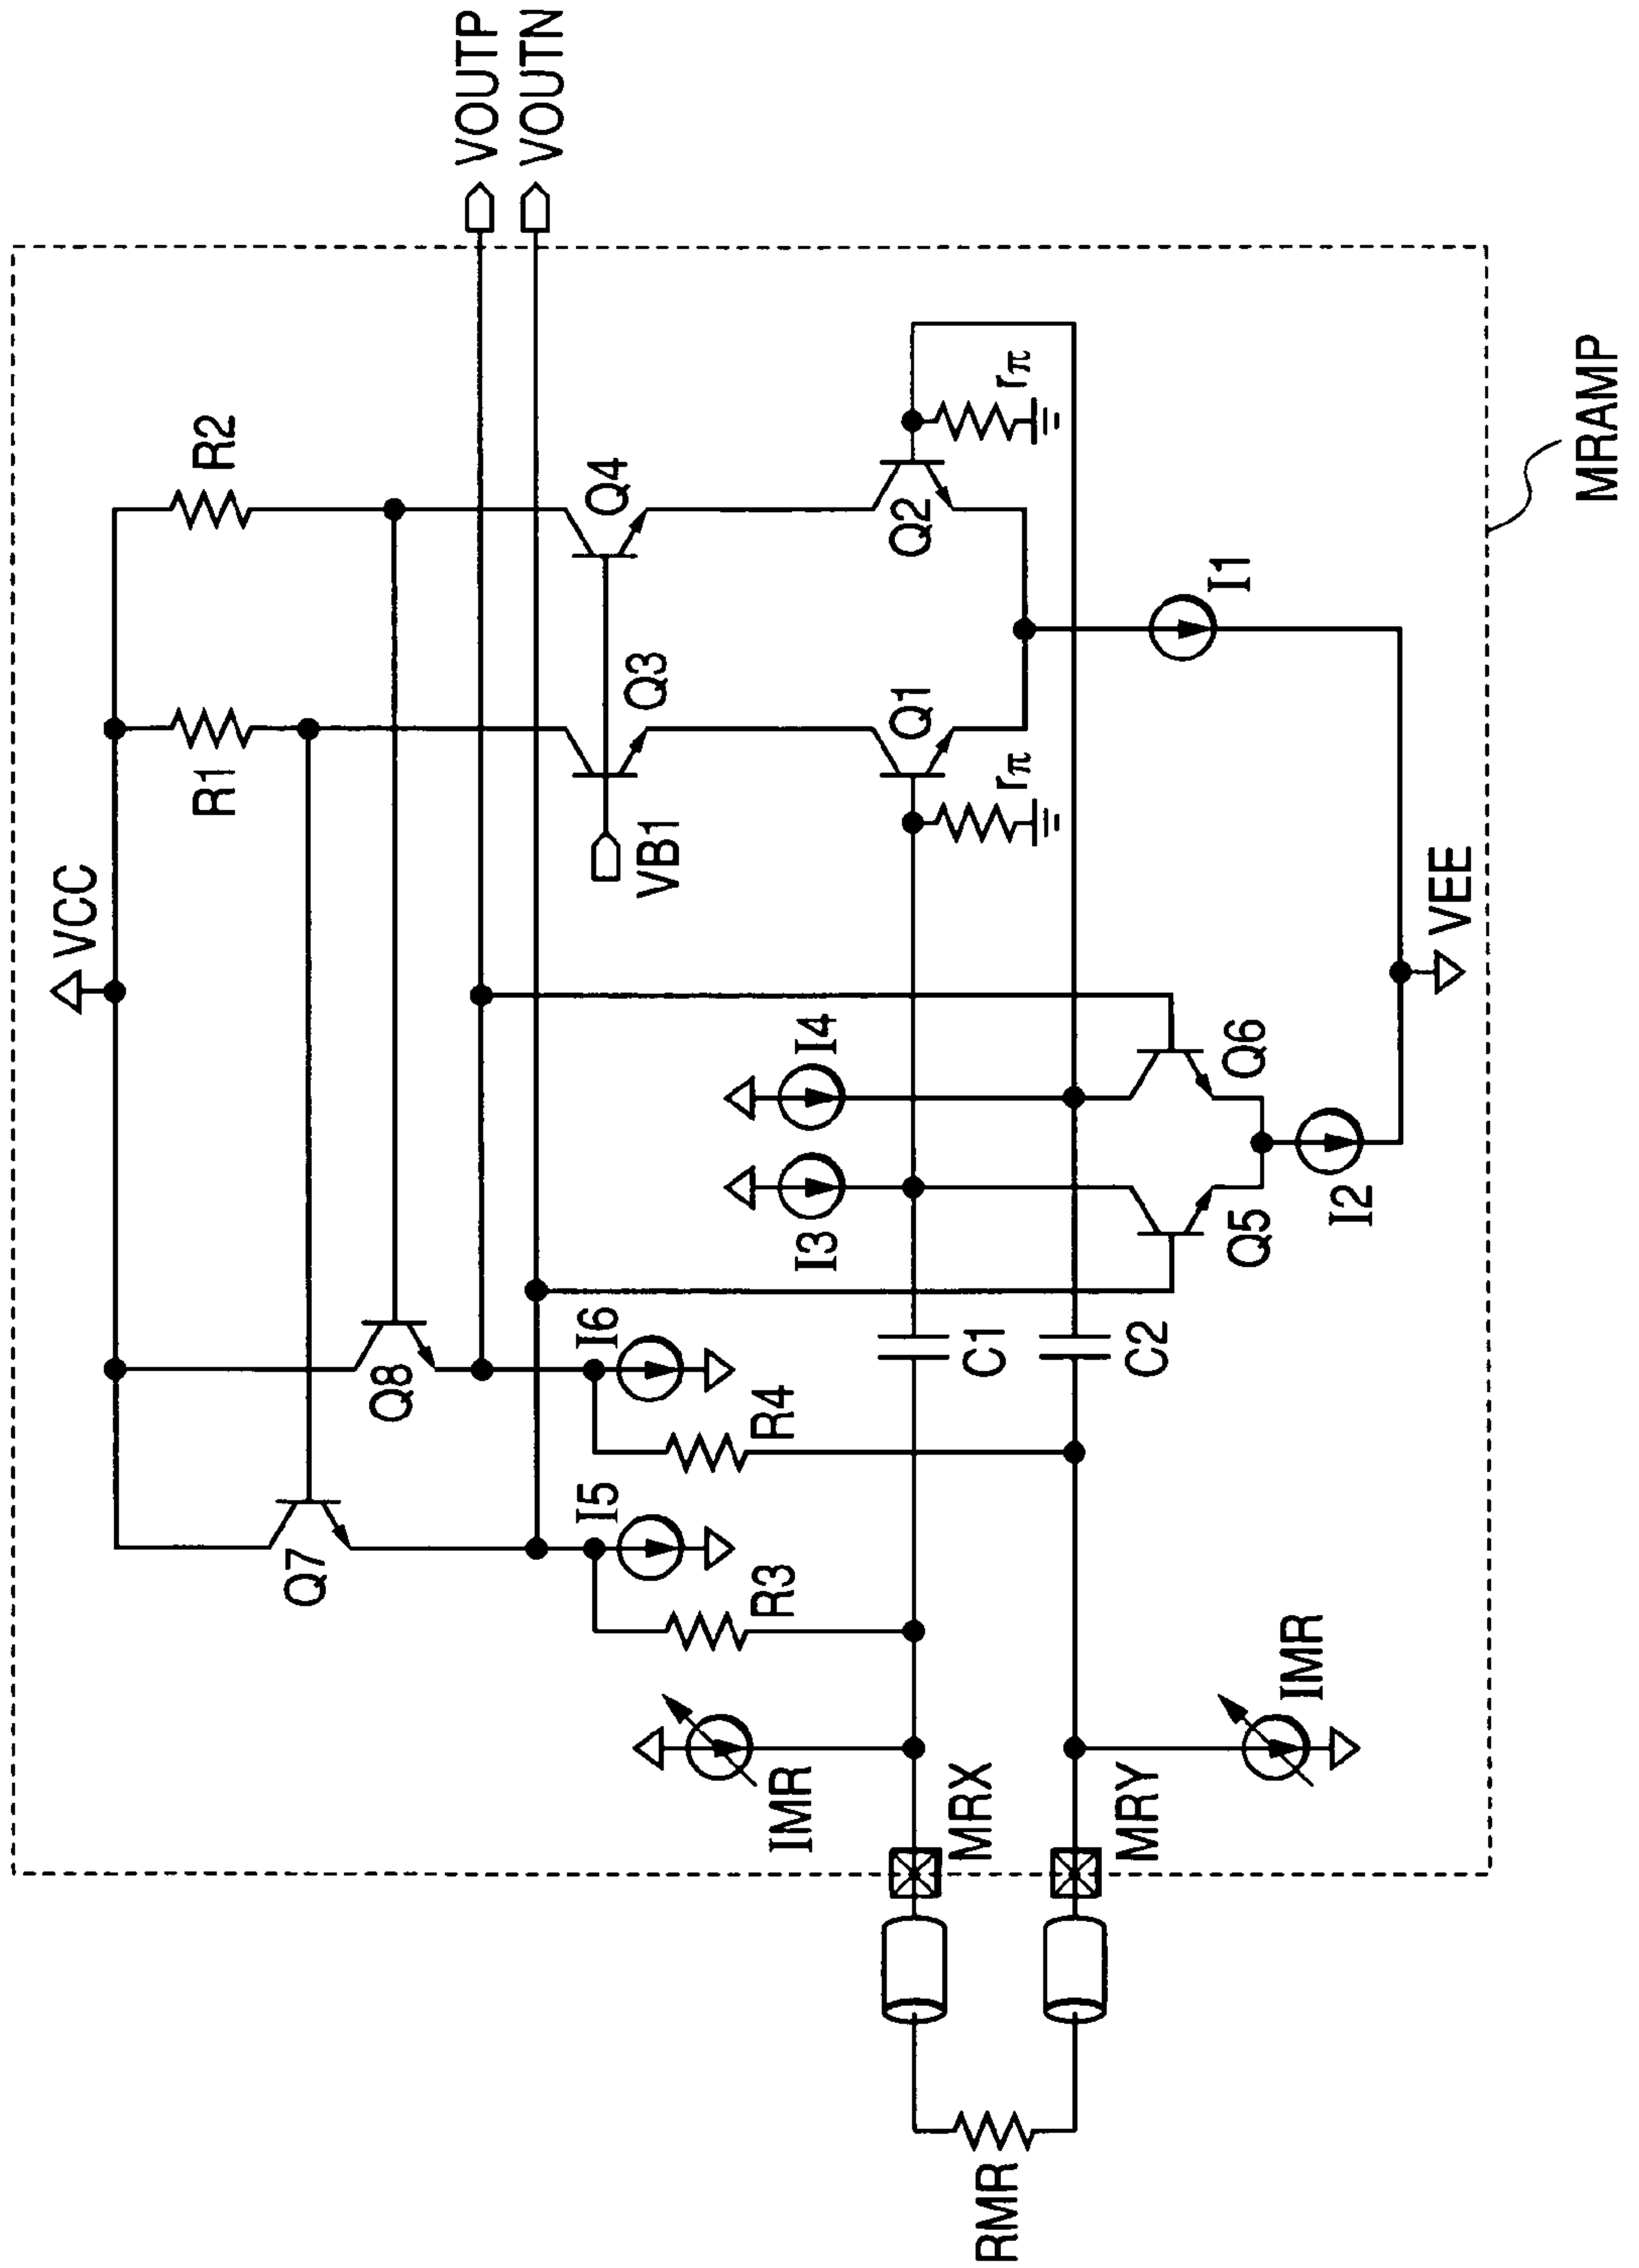 VCC
R1
R2
VOUTP
VOUTN
Q7
Q8
Q3
Q4
VB1
I5
I6
R3
R4
I3
I4
IMR
Q1
Q2
rπ
rπ
MRX
C1
RMR
MRY
C2
Q5
Q6
I1
IMR
I2
VEE
MRAMP